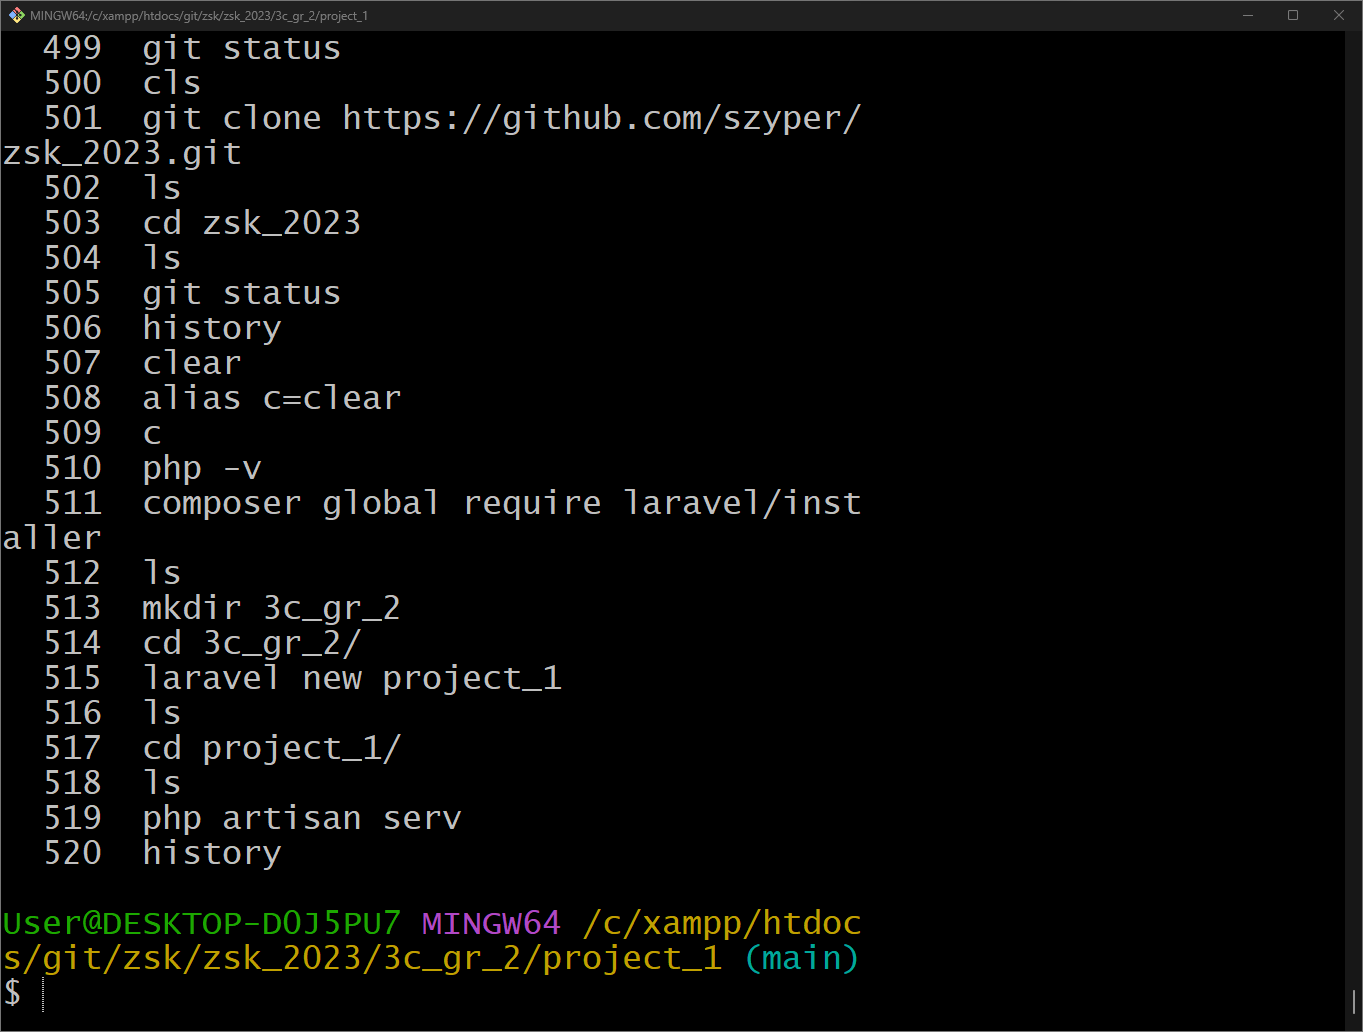 MINGW64:/c/xampp/htdocs/git/zsk/zsk_2023/3c_gr_2/project_1
499 git status
500 cls
501 git clone https://github.com/szyper/
zsk_2023.git
502 ls
503 cd zsk_2023
504 ls
505 git status
506 history
507 clear
508 alias c=clear
509 c
510 php -v
511 composer global require laravel/inst
aller
512 ls
513 mkdir 3c_gr_2
514 cd 3c_gr_2/
515 laravel new project_1
516 ls
517 cd project_1/
518 ls
519 php artisan serv
520 history
User@DESKTOP-DOJ5PU7 MINGW64 /c/xampp/htdoc
s/git/zsk/zsk_2023/3c_gr_2/project_1 (main)
$